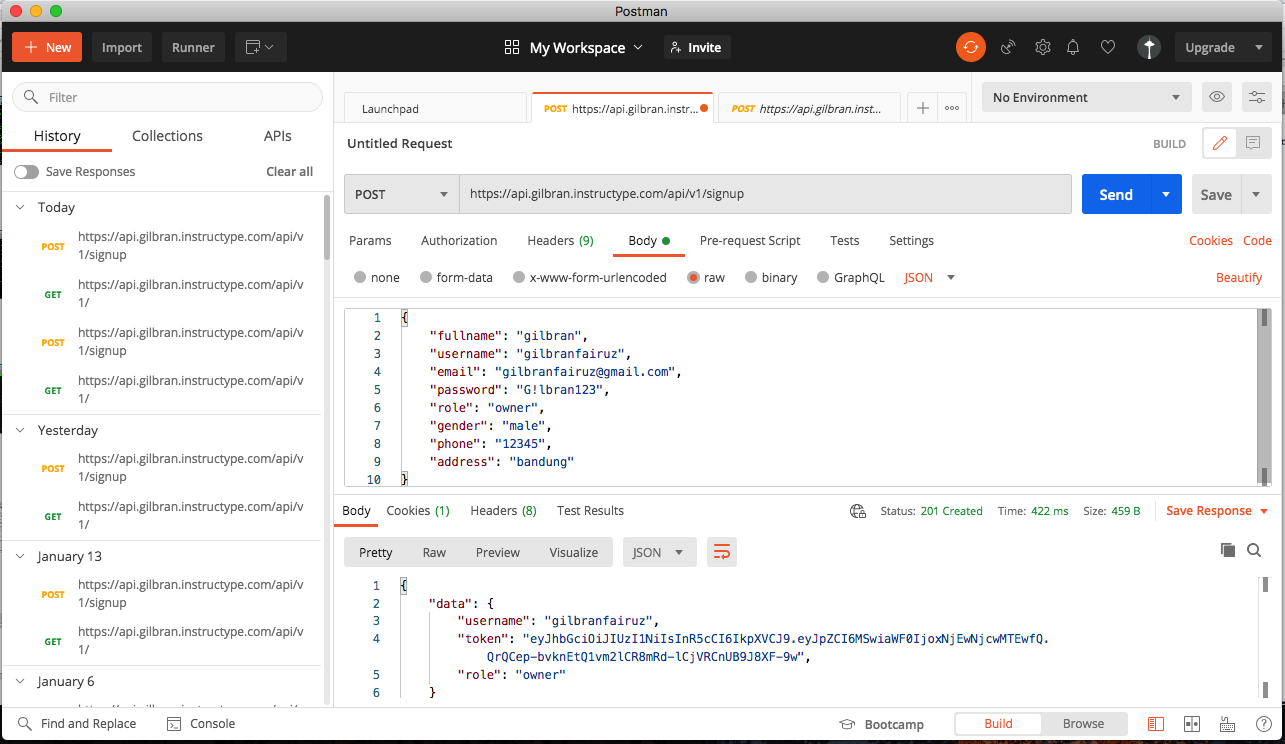 Postman
New
Import
Runner
My Workspace
Invite
Upgrade
Filter
History
Collections
APIs
Save Responses
Clear all
Today
POST
https://api.gilbran.instructype.com/api/v
1/signup
GET
https://api.gilbran.instructype.com/api/v
1/
POST
https://api.gilbran.instructype.com/api/v
1/signup
GET
https://api.gilbran.instructype.com/api/v
1/
Yesterday
POST
https://api.gilbran.instructype.com/api/v
1/signup
GET
https://api.gilbran.instructype.com/api/v
1/
January 13
POST
https://api.gilbran.instructype.com/api/v
1/signup
GET
https://api.gilbran.instructype.com/api/v
1/
January 6
Launchpad
POST https://api.gilbran.instr...
POST https://api.gilbran.inst...
No Environment
Untitled Request
BUILD
POST
https://api.gilbran.instructype.com/api/v1/signup
Send
Save
Params
Authorization
Headers (9)
Body
Pre-request Script
Tests
Settings
Cookies
Code
none
form-data
x-www-form-urlencoded
raw
binary
GraphQL
JSON
Beautify
1 {
2 "fullname": "gilbran",
3 "username": "gilbranfairuz",
4 "email": "gilbranfairuz@gmail.com",
5 "password": "G!lbran123",
6 "role": "owner",
7 "gender": "male",
8 "phone": "12345",
9 "address": "bandung"
10 }
Body
Cookies (1)
Headers (8)
Test Results
Status: 201 Created
Time: 422 ms
Size: 459 B
Save Response
Pretty
Raw
Preview
Visualize
JSON
1 {
2 "data": {
3 "username": "gilbranfairuz",
4 "token": "eyJhbGciOiJIUzI1NiIsInR5cCI6IkpXVCJ9.eyJpZCI6MSwiaWF0IjoxNjEwNjcwMTEwfQ.
QrQCep-bvknEtQ1vm2lCR8mRd-lCjVRCnUB9J8XF-9w",
5 "role": "owner"
6 }
Find and Replace
Console
Bootcamp
Build
Browse